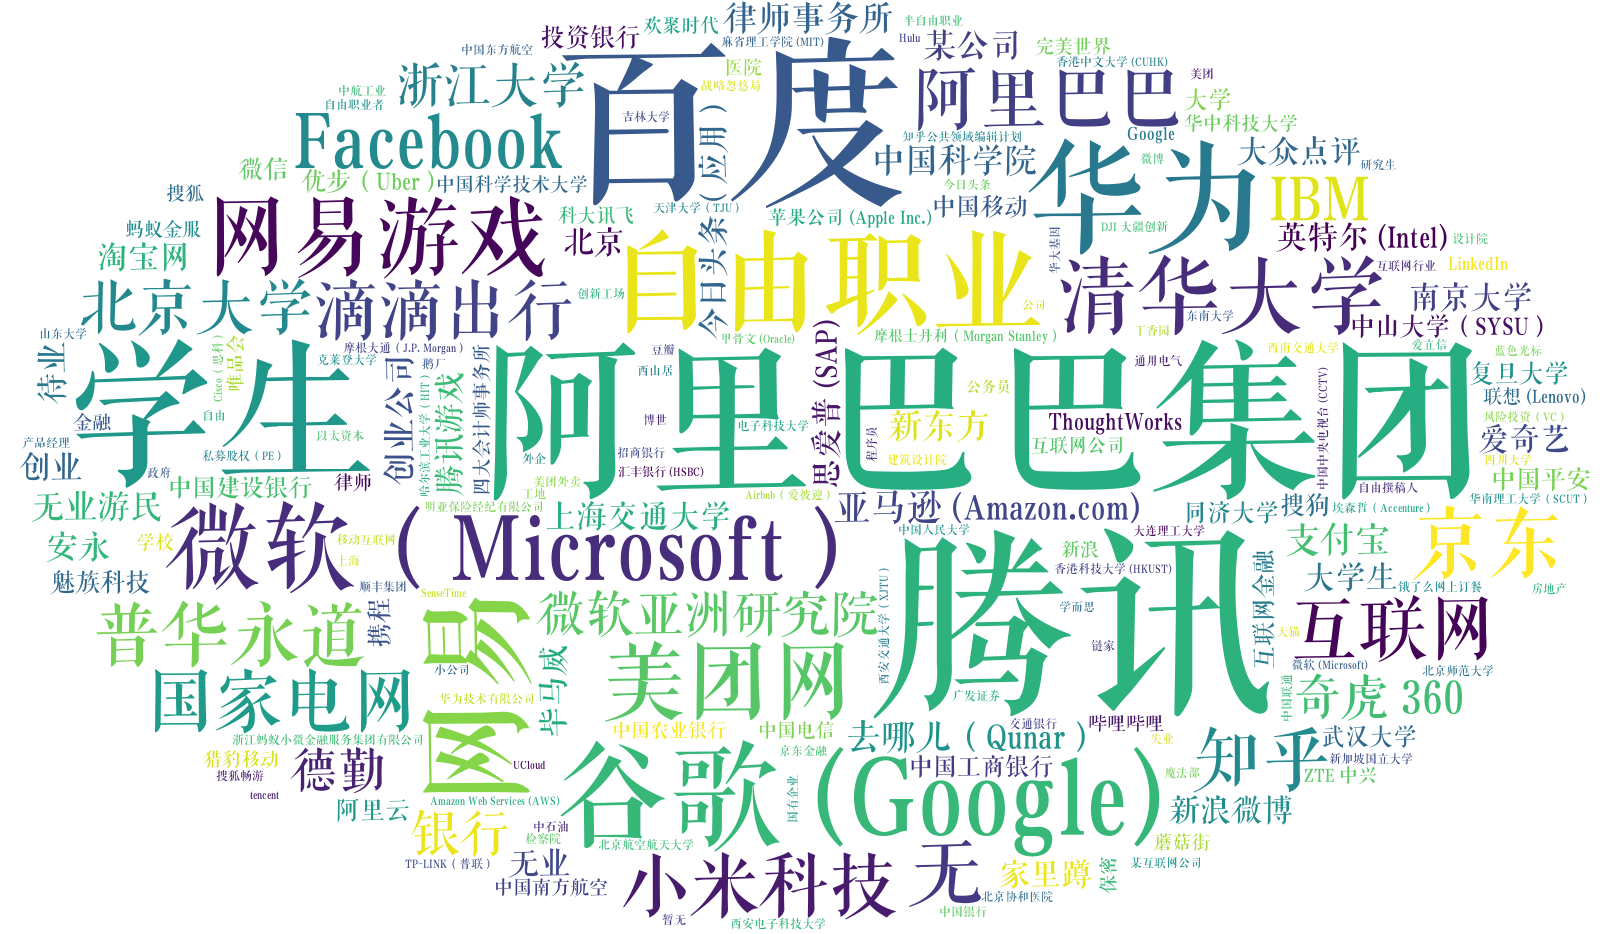 律师事务所
半自由职业
欢聚时代
投资银行
麻省理工学院 (MIT)
Hulu
某公司
完美世界
中国东方航空
香港中文大学 (CUHK)
医院
美团
浙江大学
百度
阿里巴巴
战略忽悠局
中航工业
自由职业者
大学
吉林大学
华中科技大学
Facebook
Google
知乎公共领域编辑计划
今日头条 (应用)
中国科学院
华为
微博
大众点评
研究生
微信
优步 ( Uber )
中国科学技术大学
搜狐
今日头条
IBM
中国移动
天津大学 ( TJU )
苹果公司 (Apple Inc.)
科大讯飞
网易游戏
蚂蚁金服
北京
DJI 大疆创新
华大基因
英特尔 (Intel)
设计院
淘宝网
自由职业
清华大学
互联网行业
LinkedIn
北京大学
滴滴出行
创新工场
公司
南京大学
东南大学
中山大学 ( SYSU )
丁香园
山东大学
摩根士丹利 ( Morgan Stanley )
甲骨文 (Oracle)
摩根大通 ( J.P. Morgan )
待业
学生
Cisco ( 思科)
唯品会
克莱登大学
创业公司
鹅厂
腾讯游戏
哈尔滨工业大学 ( HIT )
四大会计师事务所
阿里巴巴集团
豆瓣
西山居
思爱普 (SAP)
通用电气
西南交通大学
爱立信
蓝色光标
复旦大学
公务员
联想 (Lenovo)
自由
金融
博世
电子科技大学
新东方
ThoughtWorks
风险投资 ( VC )
产品经理
以太资本
程序员
互联网公司
中国中央电视台 (CCTV)
爱奇艺
创业
私募股权 ( PE )
外企
招商银行
建筑设计院
四川大学
政府
律师
汇丰银行 (HSBC)
中国平安
中国建设银行
美团外卖
工地
Airbnb ( 爱彼迎 )
自由撰稿人
华南理工大学 ( SCUT )
无业游民
明亚保险经纪有限公司
上海交通大学
亚马逊 (Amazon.com)
同济大学
搜狗
埃森哲 ( Accenture )
微软 ( Microsoft )
中国人民大学
大连理工大学
京东
安永
学校
移动互联网
上海
腾讯
新浪
支付宝
香港科技大学 (HKUST)
互联网金融
魅族科技
顺丰集团
SenseTime
大学生
饿了么网上订餐
房地产
普华永道
携程
网易
微软亚洲研究院
西安交通大学 ( XJTU )
学而思
天猫
互联网
小公司
毕马威
美团网
链家
微软 (Microsoft)
北京师范大学
国家电网
华为技术有限公司
广发证券
中国联通
奇虎 360
浙江蚂蚁小微金融服务集团有限公司
中国农业银行
中国电信
去哪儿 ( Qunar )
交通银行
哔哩哔哩
失业
知乎
武汉大学
猎豹移动
搜狐畅游
德勤
京东金融
中国工商银行
新加坡国立大学
UCloud
谷歌 (Google)
魔法部
ZTE 中兴
tencent
Amazon Web Services (AWS)
国有企业
阿里云
新浪微博
银行
中石油
检察院
北京航空航天大学
蘑菇街
TP-LINK ( 普联 )
无业
小米科技
无
家里蹲
保密
某互联网公司
中国南方航空
北京协和医院
暂无
西安电子科技大学
中国银行